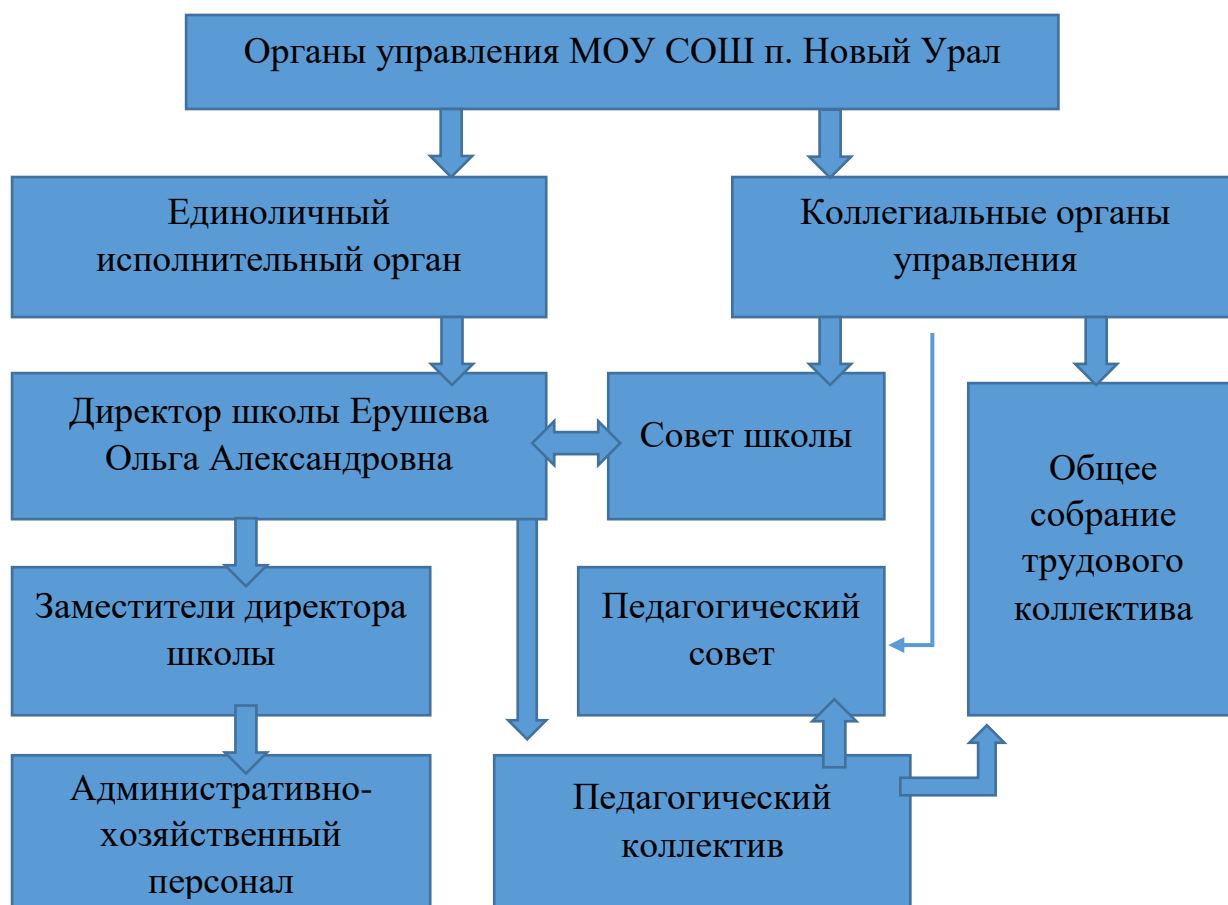 Органы управления МОУ СОШ п. Новый Урал
Единоличный
исполнительный орган
Коллегиальные органы
управления
Директор школы Ерушева
Ольга Александровна
Совет школы
Общее
собрание
трудового
коллектива
Заместители директора
школы
Педагогический
совет
Административно-
хозяйственный
персонал
Педагогический
коллектив